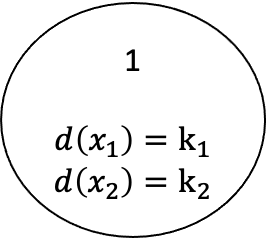 1
d(x₁) = k₁
d(x₂) = k₂